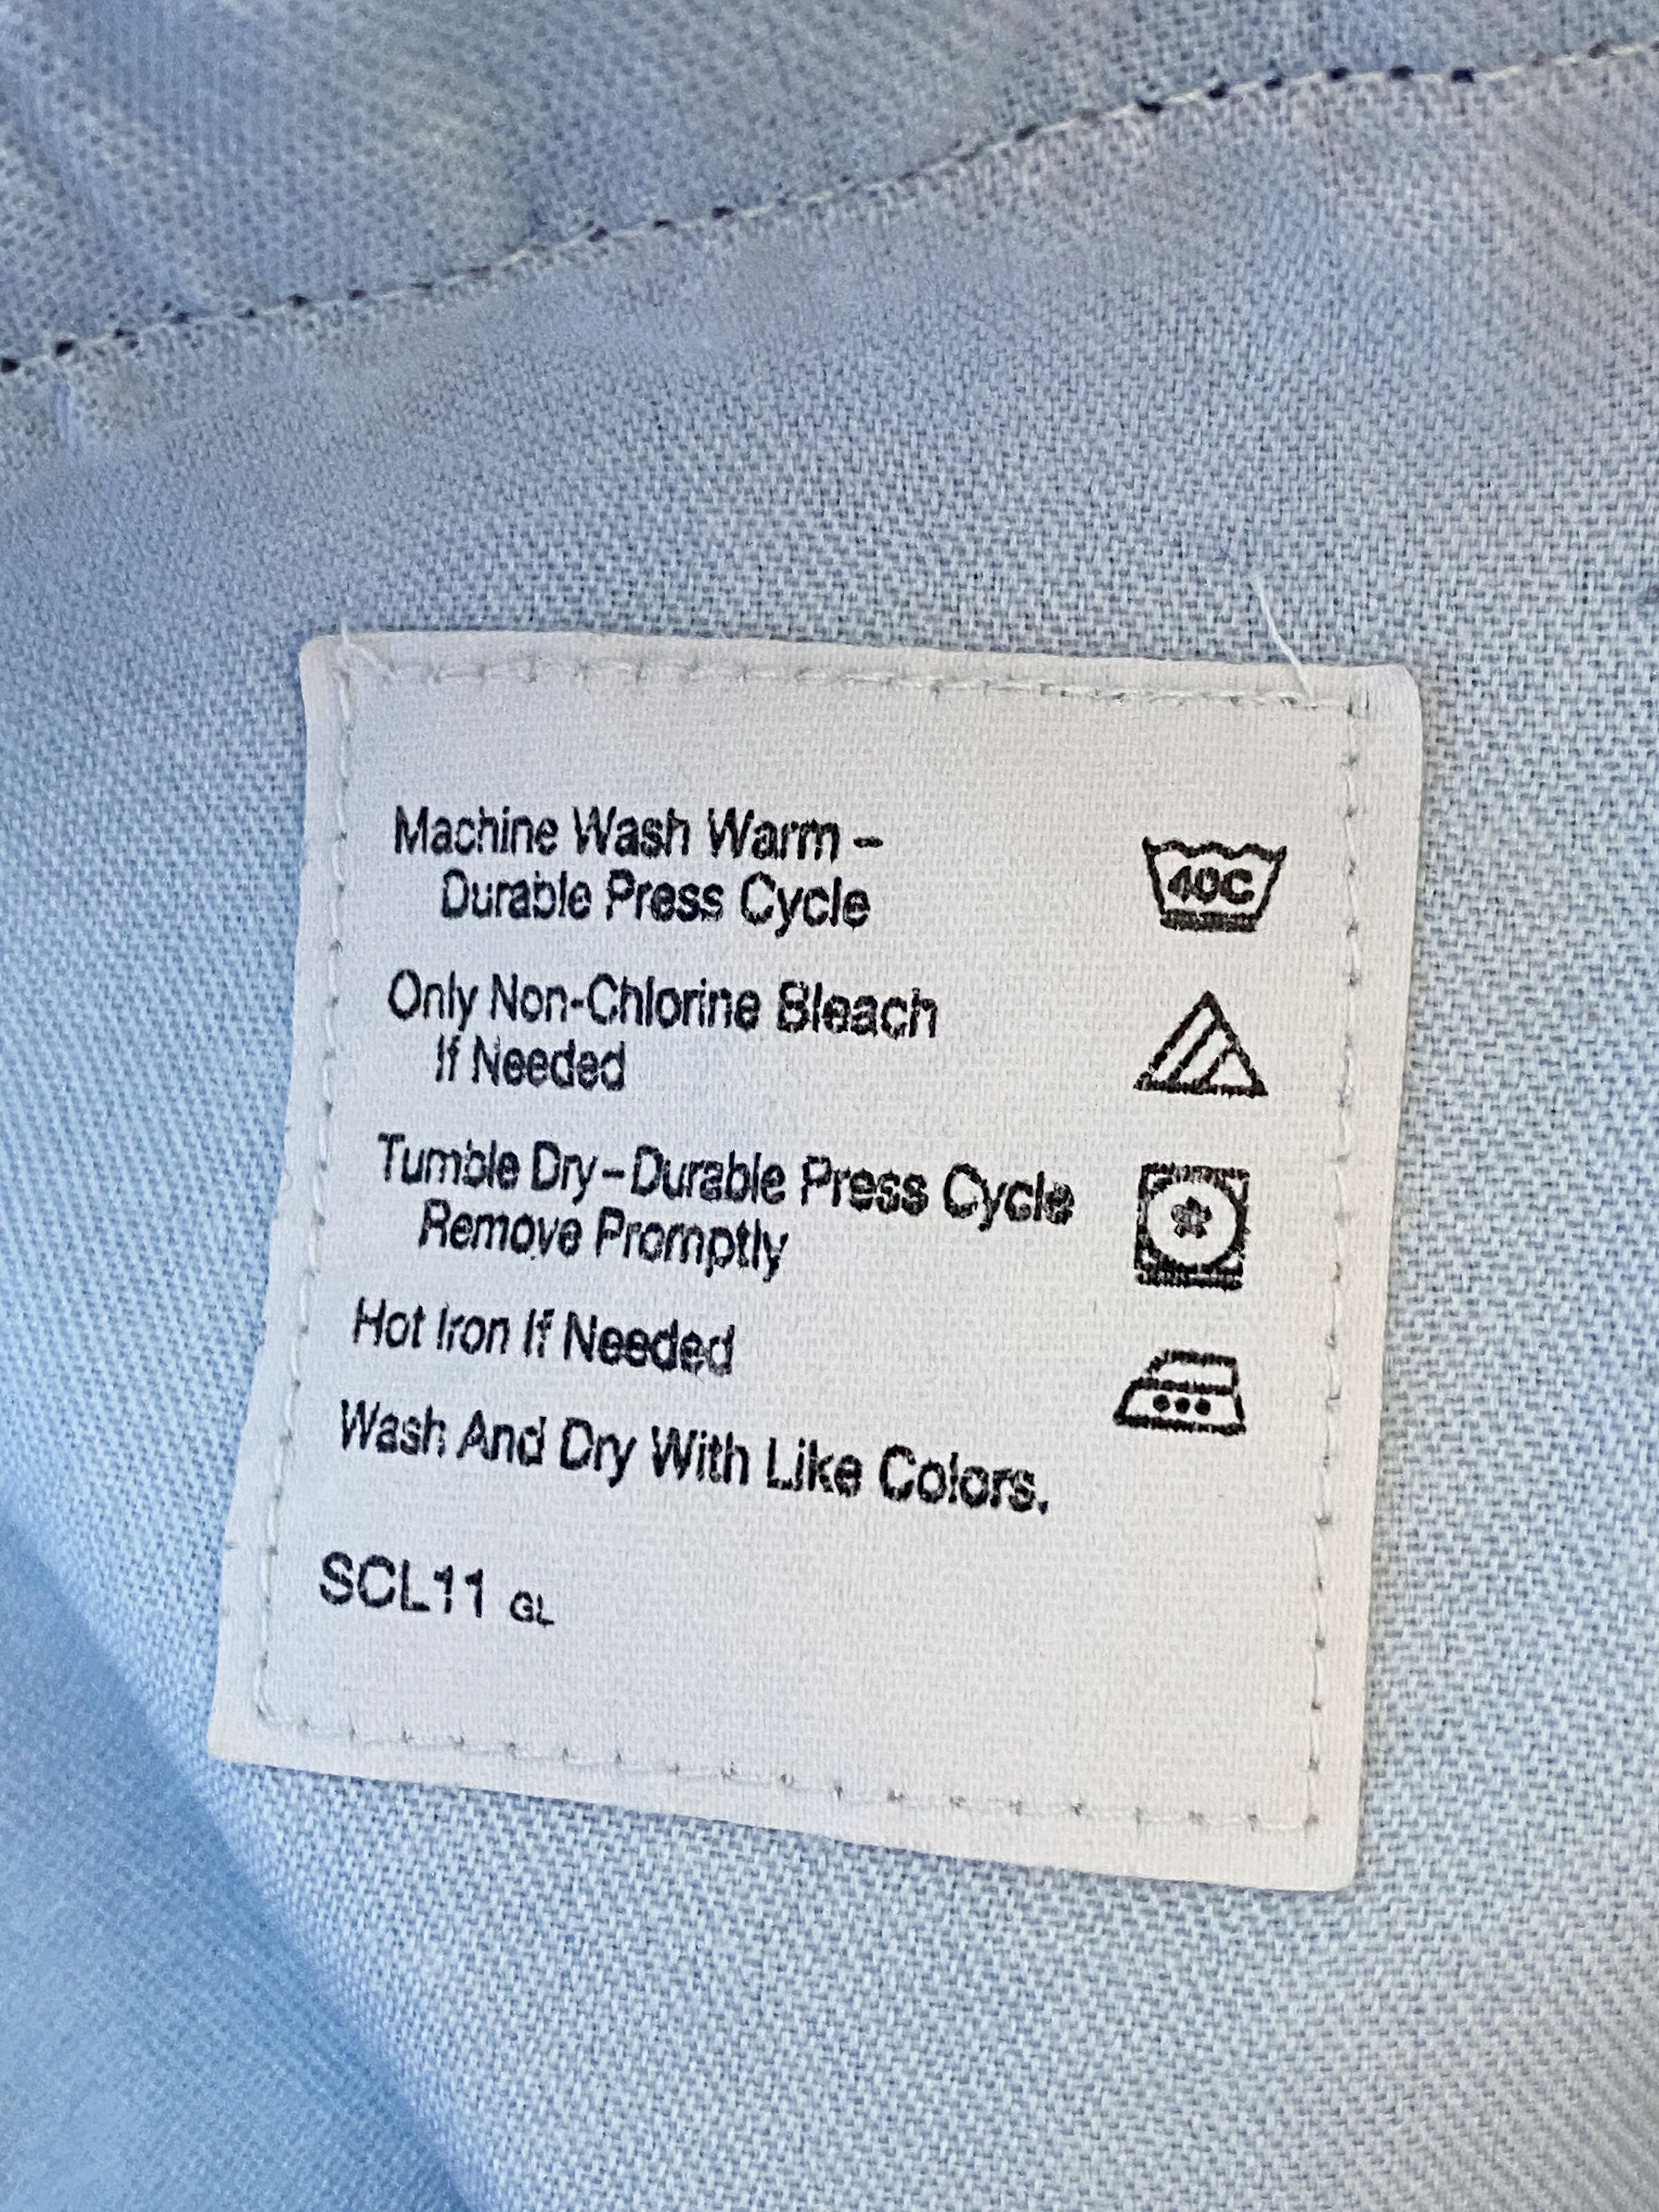 Machine Wash Warm –
Durable Press Cycle
40C
Only Non-Chlorine Bleach
If Needed
Tumble Dry – Durable Press Cycle
Remove Promptly
Hot Iron If Needed
Wash And Dry With Like Colors.
SCL11 GL